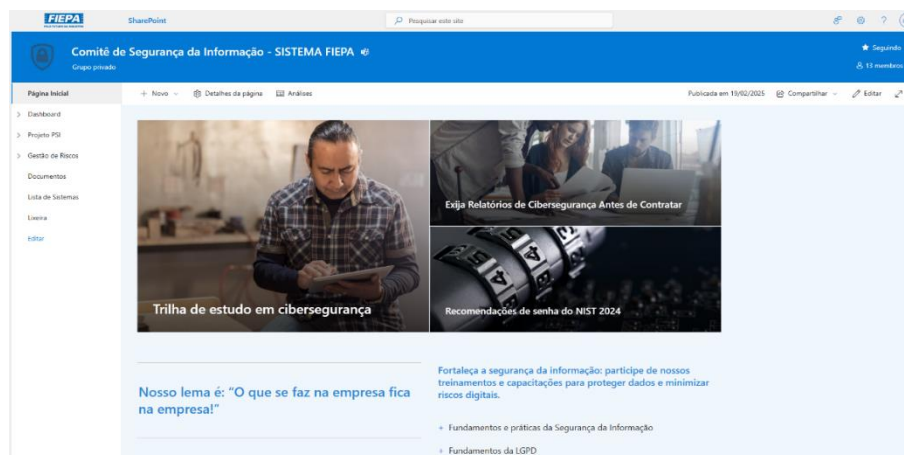 FIEPA
SharePoint
Pesquisar este site
Comitê de Segurança da Informação - SISTEMA FIEPA
Grupo privado
Seguindo
13 membros
Página Inicial
Novo
Detalhes da página
Análises
Publicada em 19/02/2025
Compartilhar
Editar
Dashboard
Projeto PSI
Gestão de Riscos
Documentos
Lista de Sistemas
Lixeira
Editar
Exija Relatórios de Cibersegurança Antes de Contratar
Trilha de estudo em cibersegurança
Recomendações de senha do NIST 2024
Nosso lema é: “O que se faz na empresa fica
na empresa!”
Fortaleça a segurança da informação: participe de nossos
treinamentos e capacitações para proteger dados e minimizar
riscos digitais.
Fundamentos e práticas da Segurança da Informação
Fundamentos da LGPD